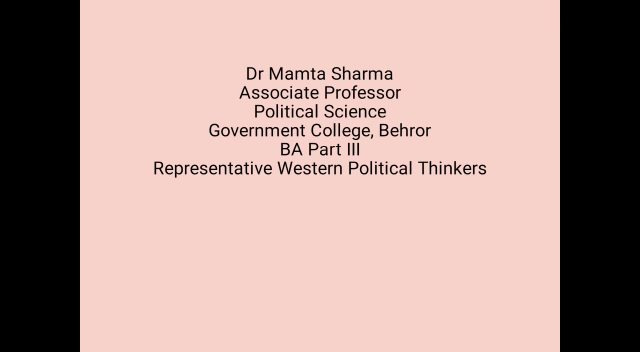 Dr Mamta Sharma
Associate Professor
Political Science
Government College, Behror
BA Part III
Representative Western Political Thinkers